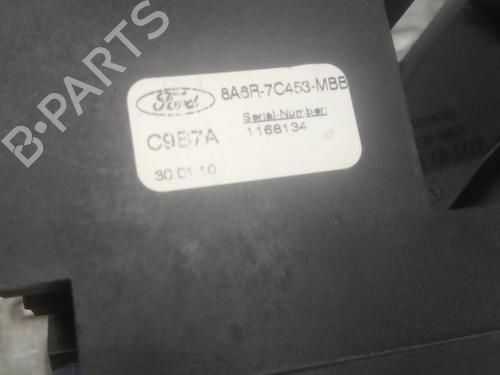 Ford
8A6R-7C453-MBB
C9B7A
Serial-Number:
1168134
30.01.10
B-PARTS